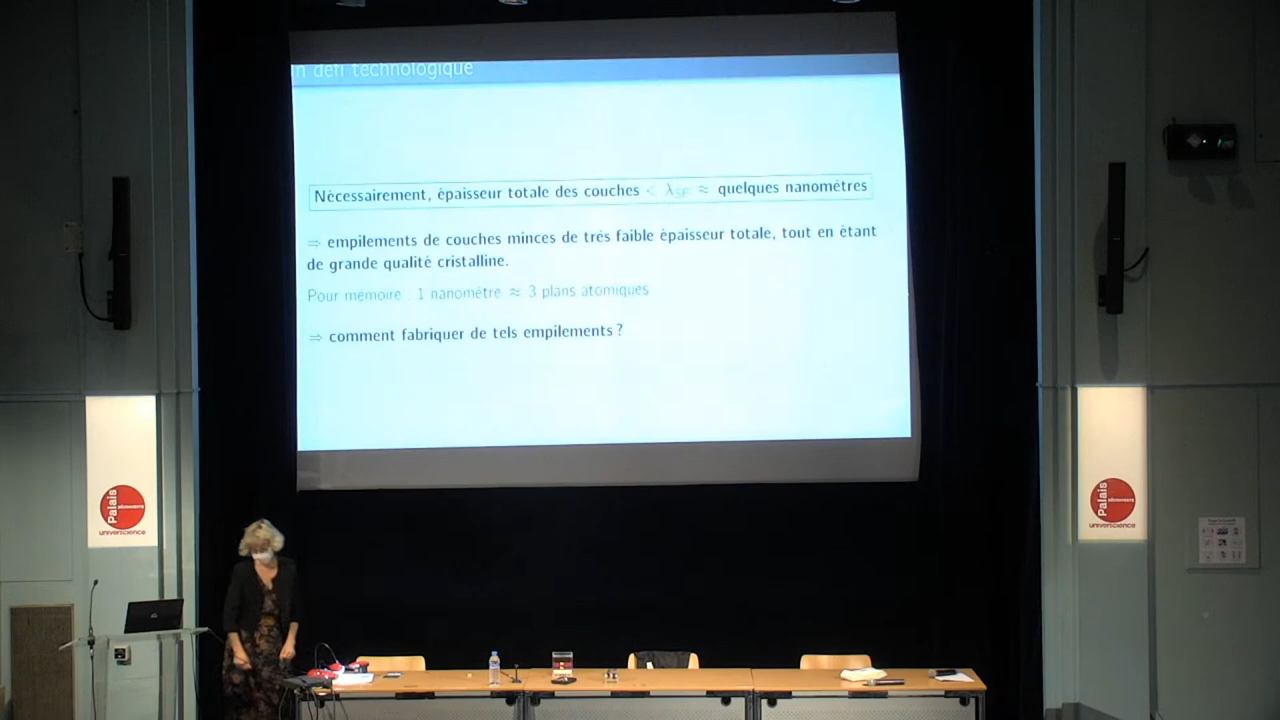 n défi technologique
Nécessairement, épaisseur totale des couches < λSF ≈ quelques nanomètres
⇒ empilements de couches minces de très faible épaisseur totale, tout en étant
de grande qualité cristalline.
Pour mémoire : 1 nanomètre ≈ 3 plans atomiques
⇒ comment fabriquer de tels empilements ?
Palais
DÉCOUVERTE
universcience
Palais
DÉCOUVERTE
universcience